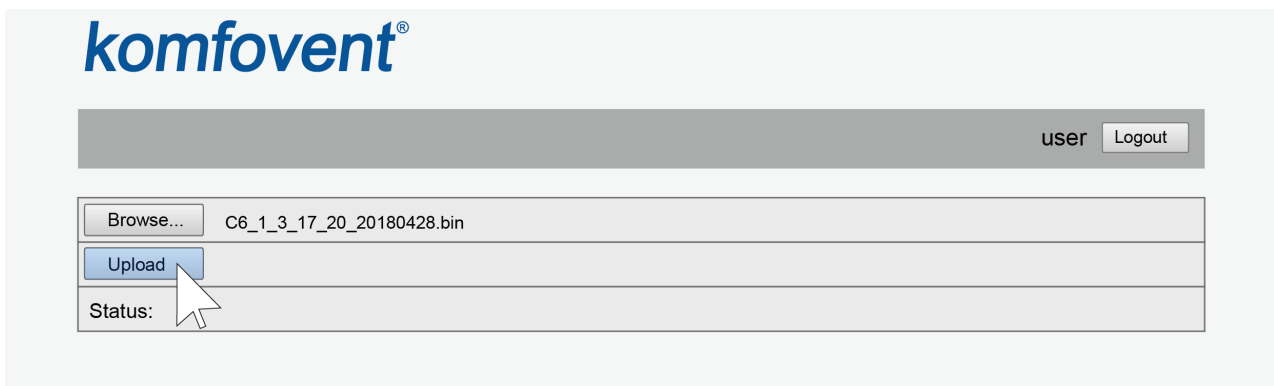 komfovent®
user Logout
Browse... C6_1_3_17_20_20180428.bin
Upload
Status: